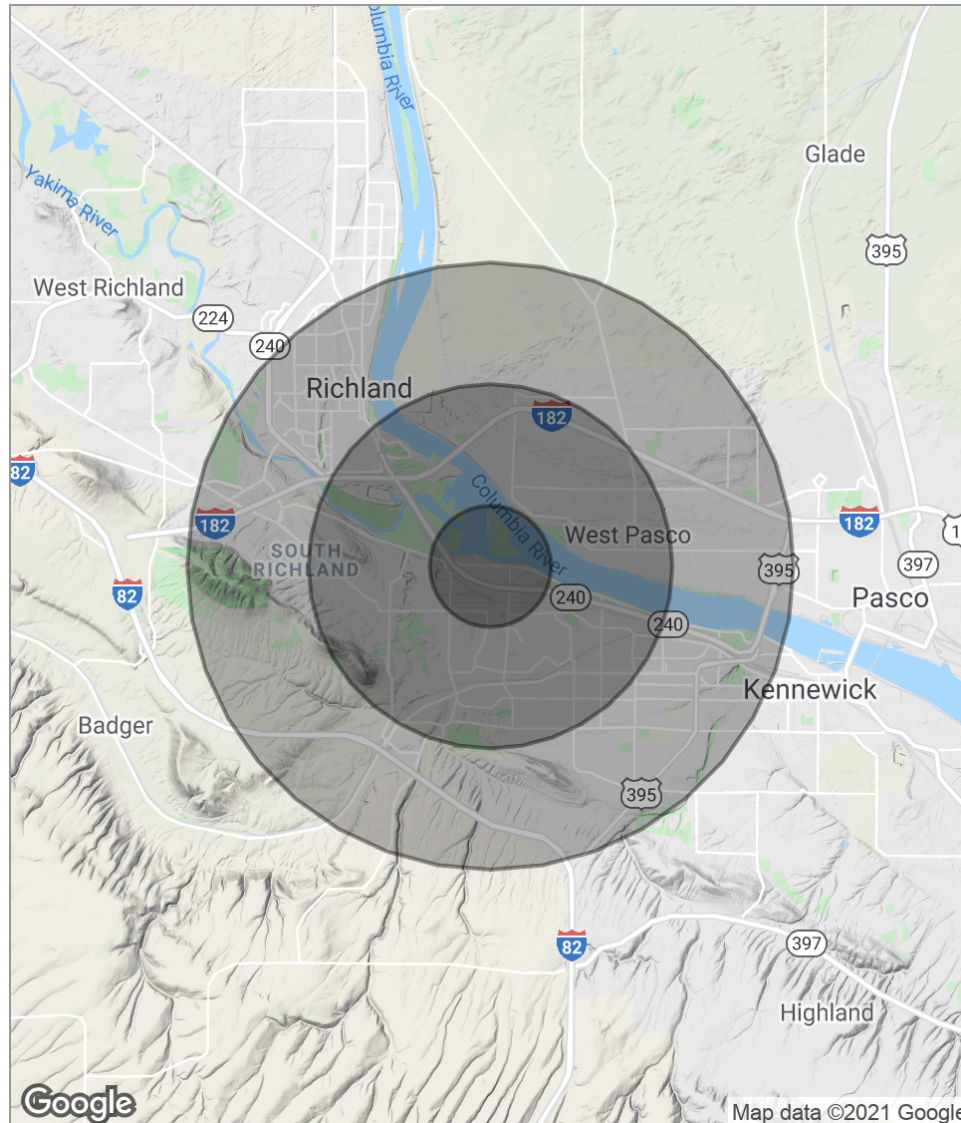 Columbia River
Glade
Yakima River
395
West Richland
224
240
Richland
182
82
Columbia River
182
West Pasco
182
1
SOUTH
RICHLAND
395
397
82
240
Pasco
240
Kennewick
Badger
395
82
397
Highland
Google
Map data ©2021 Google